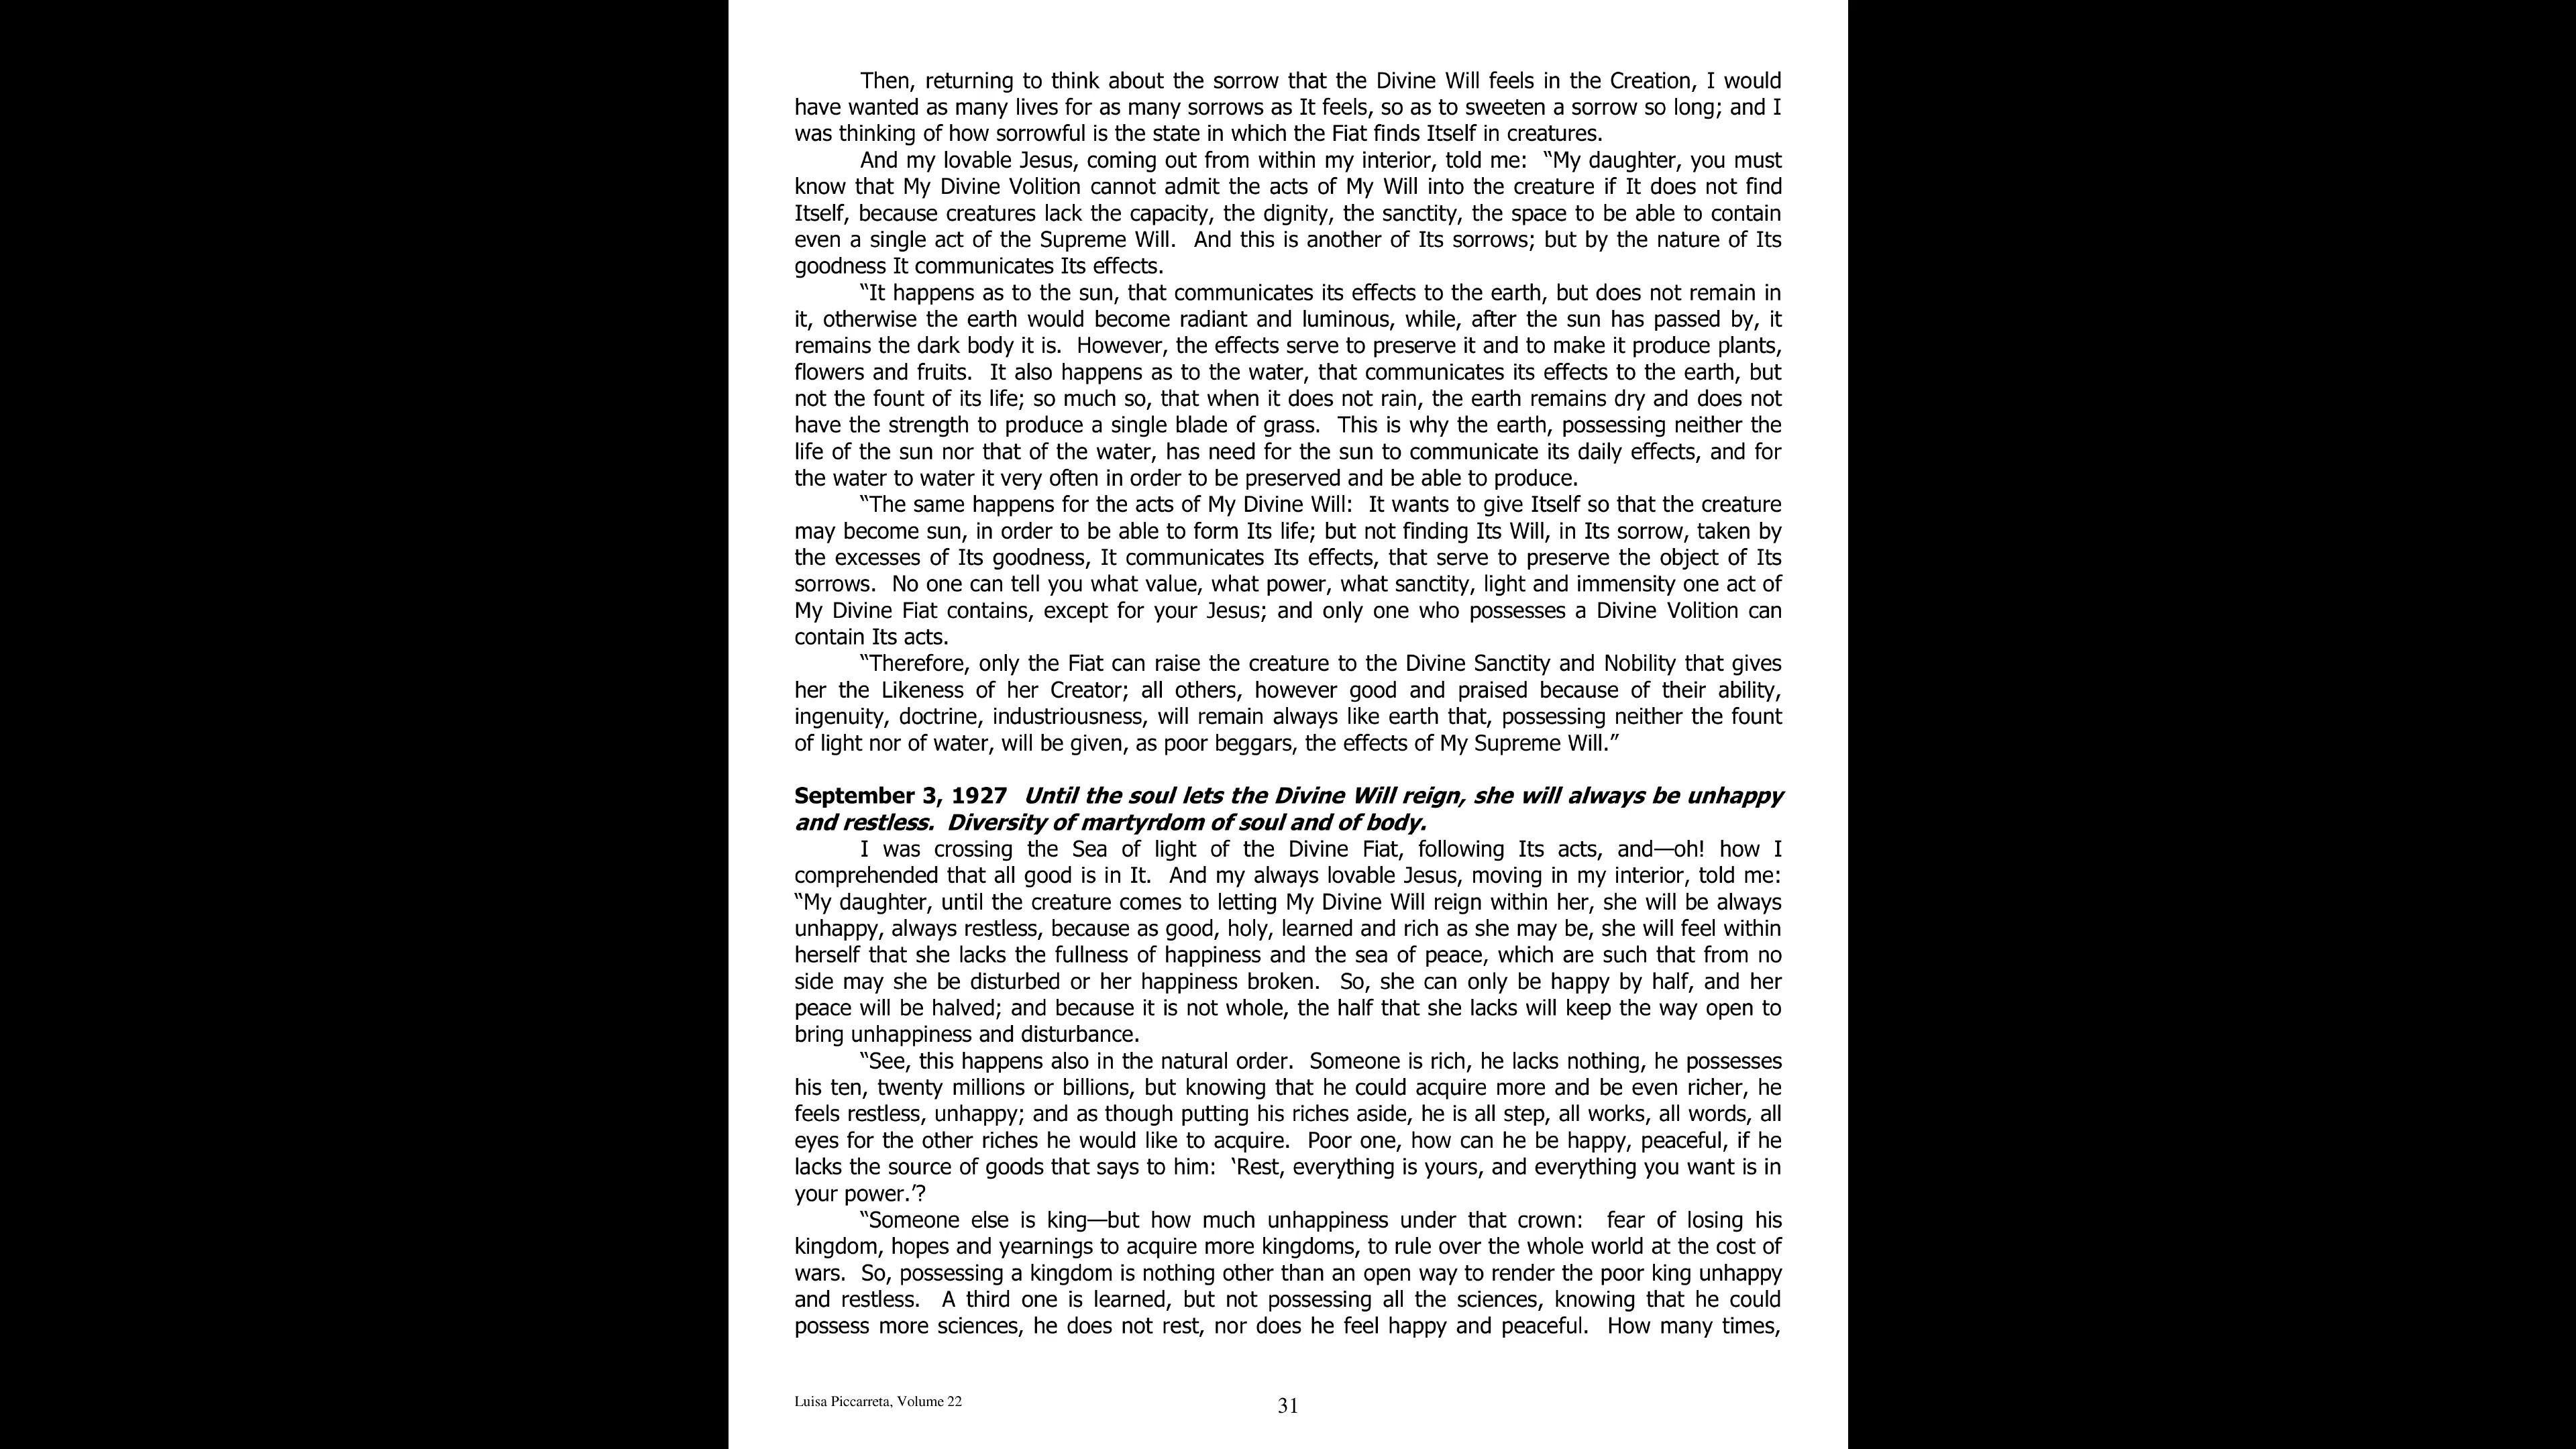 Then, returning to think about the sorrow that the Divine Will feels in the Creation, I would
have wanted as many lives for as many sorrows as It feels, so as to sweeten a sorrow so long; and I
was thinking of how sorrowful is the state in which the Fiat finds Itself in creatures.
And my lovable Jesus, coming out from within my interior, told me:  “My daughter, you must
know that My Divine Volition cannot admit the acts of My Will into the creature if It does not find
Itself, because creatures lack the capacity, the dignity, the sanctity, the space to be able to contain
even a single act of the Supreme Will.  And this is another of Its sorrows; but by the nature of Its
goodness It communicates Its effects.
“It happens as to the sun, that communicates its effects to the earth, but does not remain in
it, otherwise the earth would become radiant and luminous, while, after the sun has passed by, it
remains the dark body it is.  However, the effects serve to preserve it and to make it produce plants,
flowers and fruits.  It also happens as to the water, that communicates its effects to the earth, but
not the fount of its life; so much so, that when it does not rain, the earth remains dry and does not
have the strength to produce a single blade of grass.  This is why the earth, possessing neither the
life of the sun nor that of the water, has need for the sun to communicate its daily effects, and for
the water to water it very often in order to be preserved and be able to produce.
“The same happens for the acts of My Divine Will:  It wants to give Itself so that the creature
may become sun, in order to be able to form Its life; but not finding Its Will, in Its sorrow, taken by
the excesses of Its goodness, It communicates Its effects, that serve to preserve the object of Its
sorrows.  No one can tell you what value, what power, what sanctity, light and immensity one act of
My Divine Fiat contains, except for your Jesus; and only one who possesses a Divine Volition can
contain Its acts.
“Therefore, only the Fiat can raise the creature to the Divine Sanctity and Nobility that gives
her the Likeness of her Creator; all others, however good and praised because of their ability,
ingenuity, doctrine, industriousness, will remain always like earth that, possessing neither the fount
of light nor of water, will be given, as poor beggars, the effects of My Supreme Will.”
September 3, 1927  Until the soul lets the Divine Will reign, she will always be unhappy
and restless.  Diversity of martyrdom of soul and of body.
I was crossing the Sea of light of the Divine Fiat, following Its acts, and—oh! how I
comprehended that all good is in It.  And my always lovable Jesus, moving in my interior, told me:
“My daughter, until the creature comes to letting My Divine Will reign within her, she will be always
unhappy, always restless, because as good, holy, learned and rich as she may be, she will feel within
herself that she lacks the fullness of happiness and the sea of peace, which are such that from no
side may she be disturbed or her happiness broken.  So, she can only be happy by half, and her
peace will be halved; and because it is not whole, the half that she lacks will keep the way open to
bring unhappiness and disturbance.
“See, this happens also in the natural order.  Someone is rich, he lacks nothing, he possesses
his ten, twenty millions or billions, but knowing that he could acquire more and be even richer, he
feels restless, unhappy; and as though putting his riches aside, he is all step, all works, all words, all
eyes for the other riches he would like to acquire.  Poor one, how can he be happy, peaceful, if he
lacks the source of goods that says to him:  ‘Rest, everything is yours, and everything you want is in
your power.’?
“Someone else is king—but how much unhappiness under that crown:  fear of losing his
kingdom, hopes and yearnings to acquire more kingdoms, to rule over the whole world at the cost of
wars.  So, possessing a kingdom is nothing other than an open way to render the poor king unhappy
and restless.  A third one is learned, but not possessing all the sciences, knowing that he could
possess more sciences, he does not rest, nor does he feel happy and peaceful.  How many times,
Luisa Piccarreta, Volume 22
31